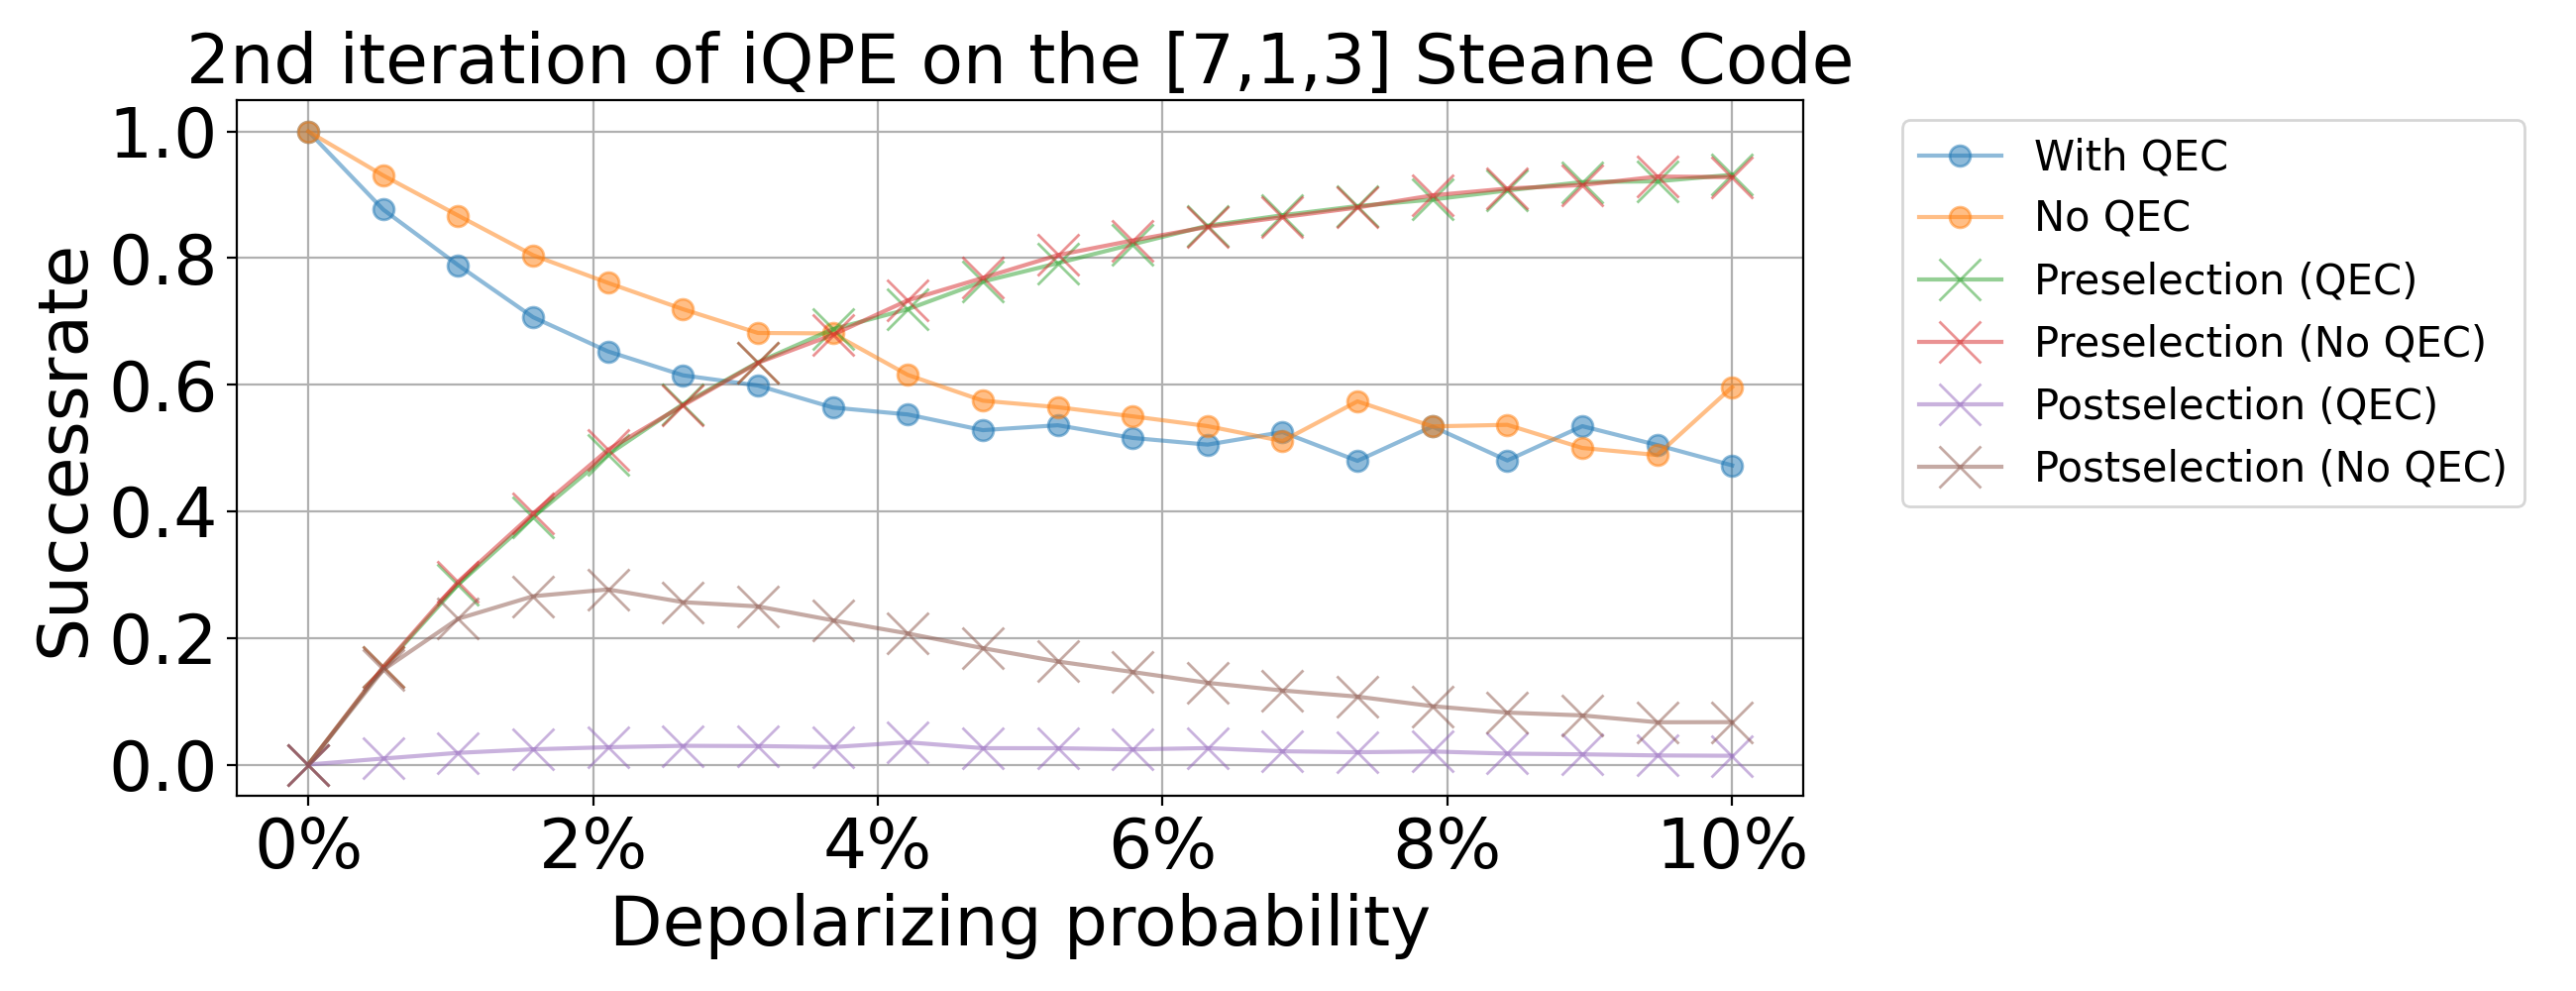 2nd iteration of iQPE on the [7,1,3] Steane Code
Successrate
1.0
0.8
0.6
0.4
0.2
0.0
0% 2% 4% 6% 8% 10%
Depolarizing probability
With QEC
No QEC
Preselection (QEC)
Preselection (No QEC)
Postselection (QEC)
Postselection (No QEC)